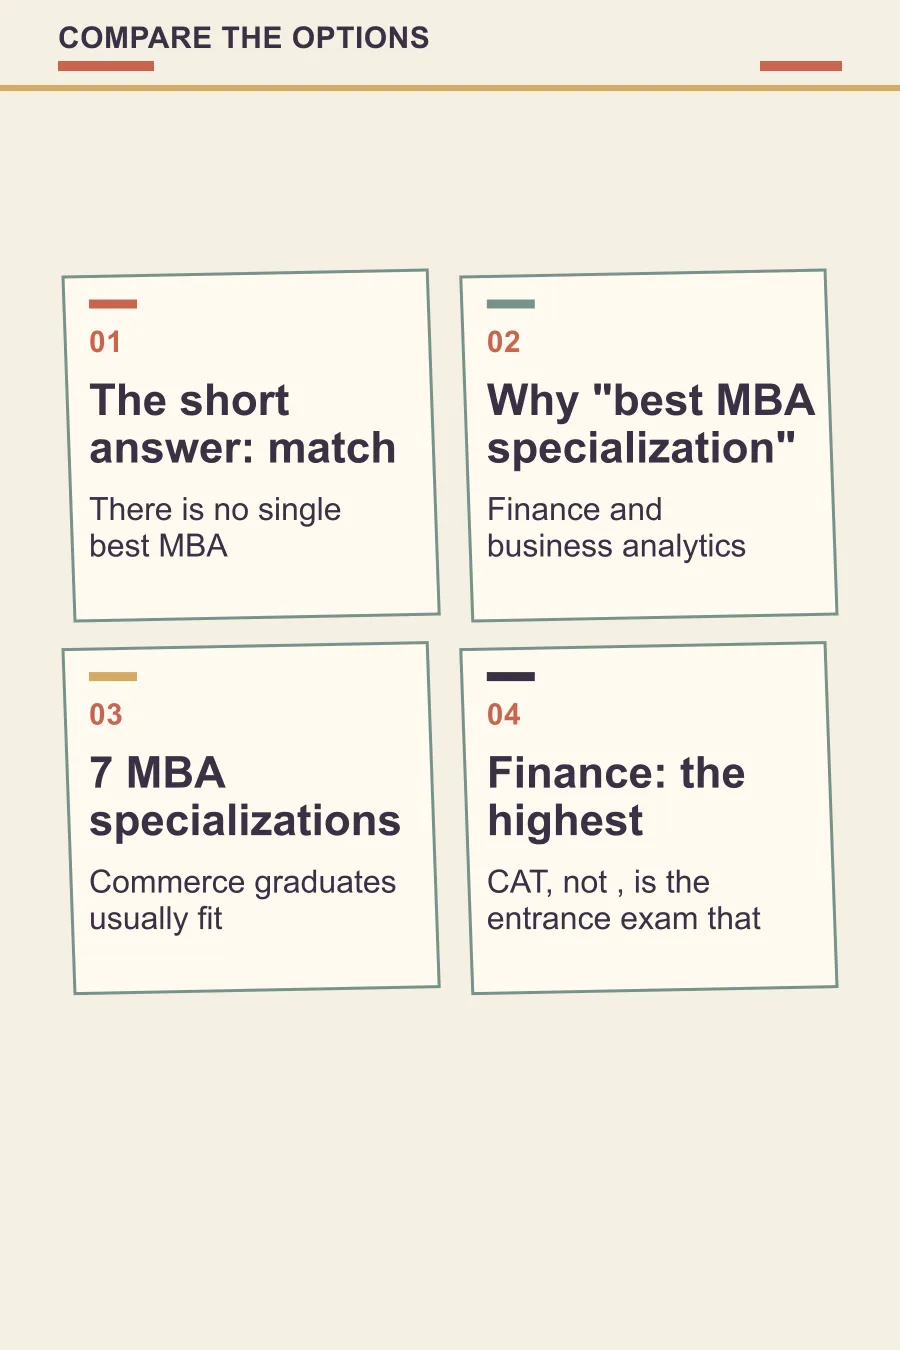 COMPARE THE OPTIONS
01
The short
answer: match
There is no single
best MBA
02
Why "best MBA
specialization"
Finance and
business analytics
03
7 MBA
specializations
Commerce graduates
usually fit
04
Finance: the
highest
CAT, not , is the
entrance exam that